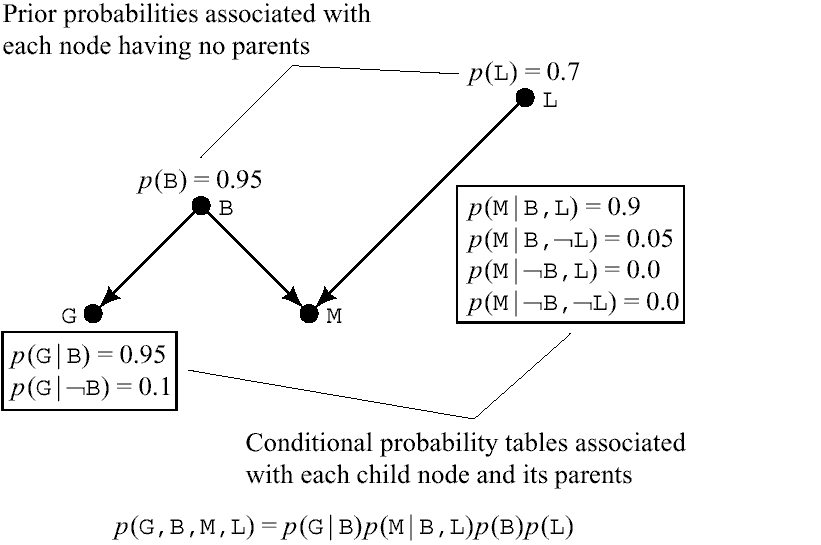 Prior probabilities associated with
each node having no parents
p(L) = 0.7
L
p(B) = 0.95
B
p(M|B,L) = 0.9
p(M|B,¬L) = 0.05
p(M|¬B,L) = 0.0
p(M|¬B,¬L) = 0.0
G
M
p(G|B) = 0.95
p(G|¬B) = 0.1
Conditional probability tables associated
with each child node and its parents
p(G,B,M,L) = p(G|B)p(M|B,L)p(B)p(L)